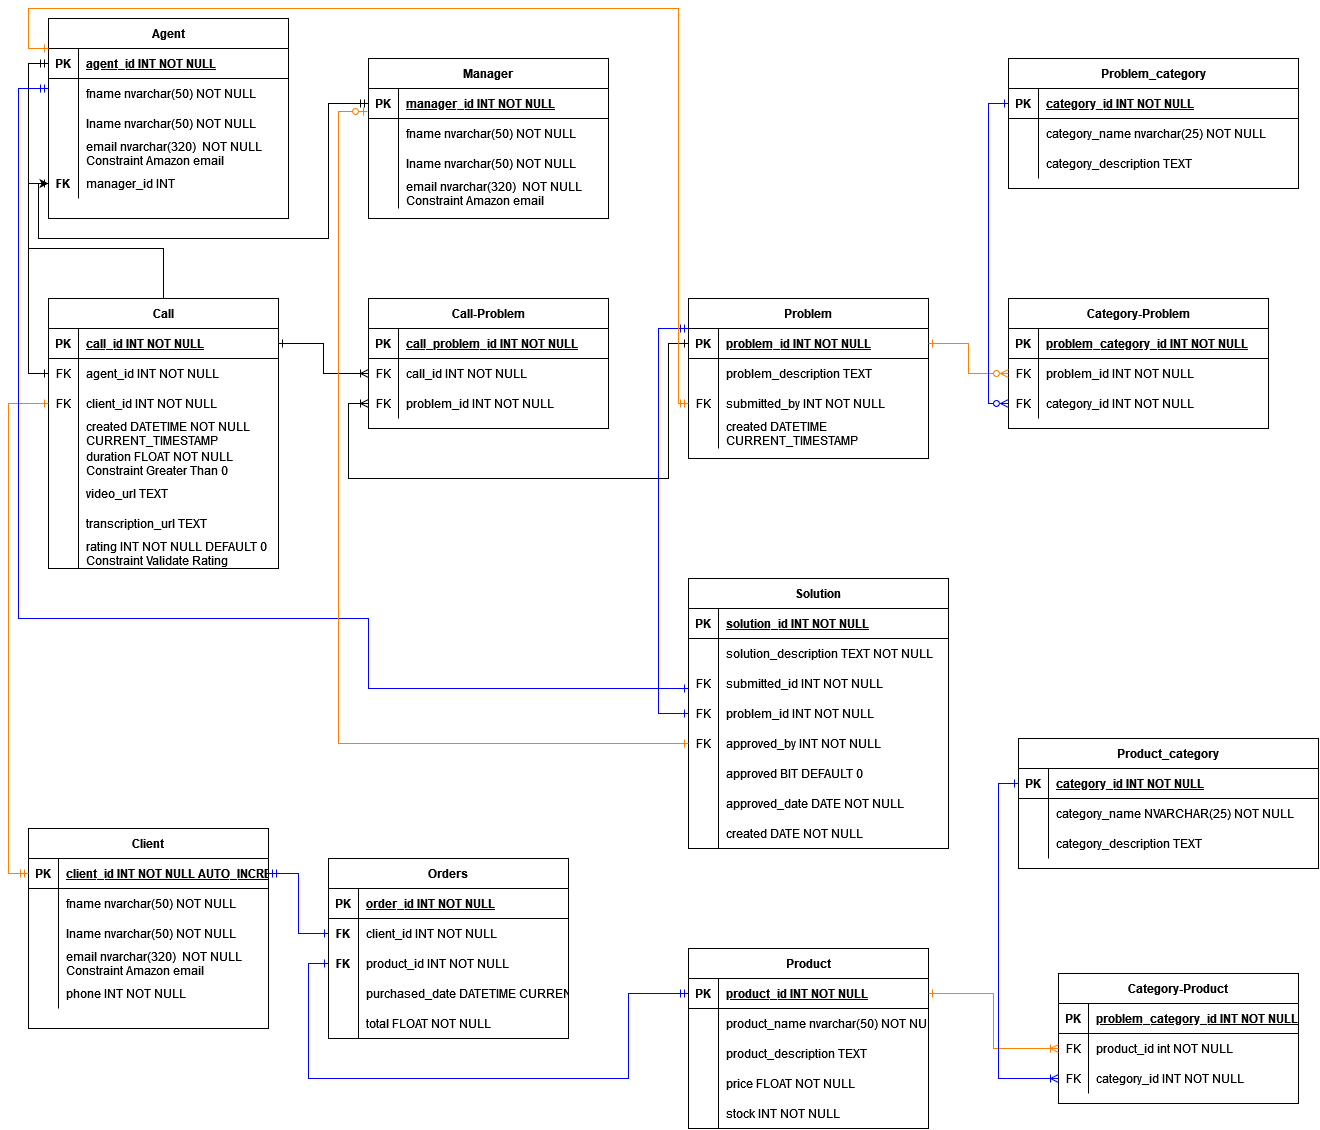 Agent
PK agent_id INT NOT NULL
fname nvarchar(50) NOT NULL
lname nvarchar(50) NOT NULL
email nvarchar(320) NOT NULL
Constraint Amazon email
FK manager_id INT
Manager
PK manager_id INT NOT NULL
fname nvarchar(50) NOT NULL
lname nvarchar(50) NOT NULL
email nvarchar(320) NOT NULL
Constraint Amazon email
Problem_category
PK category_id INT NOT NULL
category_name nvarchar(25) NOT NULL
category_description TEXT
Call
PK call_id INT NOT NULL
FK agent_id INT NOT NULL
FK client_id INT NOT NULL
created DATETIME NOT NULL
CURRENT_TIMESTAMP
duration FLOAT NOT NULL
Constraint Greater Than 0
video_url TEXT
transcription_url TEXT
rating INT NOT NULL DEFAULT 0
Constraint Validate Rating
Call-Problem
PK call_problem_id INT NOT NULL
FK call_id INT NOT NULL
FK problem_id INT NOT NULL
Problem
PK problem_id INT NOT NULL
problem_description TEXT
FK submitted_by INT NOT NULL
created DATETIME
CURRENT_TIMESTAMP
Category-Problem
PK problem_category_id INT NOT NULL
FK problem_id INT NOT NULL
FK category_id INT NOT NULL
Solution
PK solution_id INT NOT NULL
solution_description TEXT NOT NULL
FK submitted_id INT NOT NULL
FK problem_id INT NOT NULL
FK approved_by INT NOT NULL
approved BIT DEFAULT 0
approved_date DATE NOT NULL
created DATE NOT NULL
Product_category
PK category_id INT NOT NULL
category_name NVARCHAR(25) NOT NULL
category_description TEXT
Client
PK client_id INT NOT NULL AUTO_INCRE
fname nvarchar(50) NOT NULL
lname nvarchar(50) NOT NULL
email nvarchar(320) NOT NULL
Constraint Amazon email
phone INT NOT NULL
Orders
PK order_id INT NOT NULL
FK client_id INT NOT NULL
FK product_id INT NOT NULL
purchased_date DATETIME CURREN
total FLOAT NOT NULL
Product
PK product_id INT NOT NULL
product_name nvarchar(50) NOT NU
product_description TEXT
price FLOAT NOT NULL
stock INT NOT NULL
Category-Product
PK problem_category_id INT NOT NULL
FK product_id int NOT NULL
FK category_id INT NOT NULL